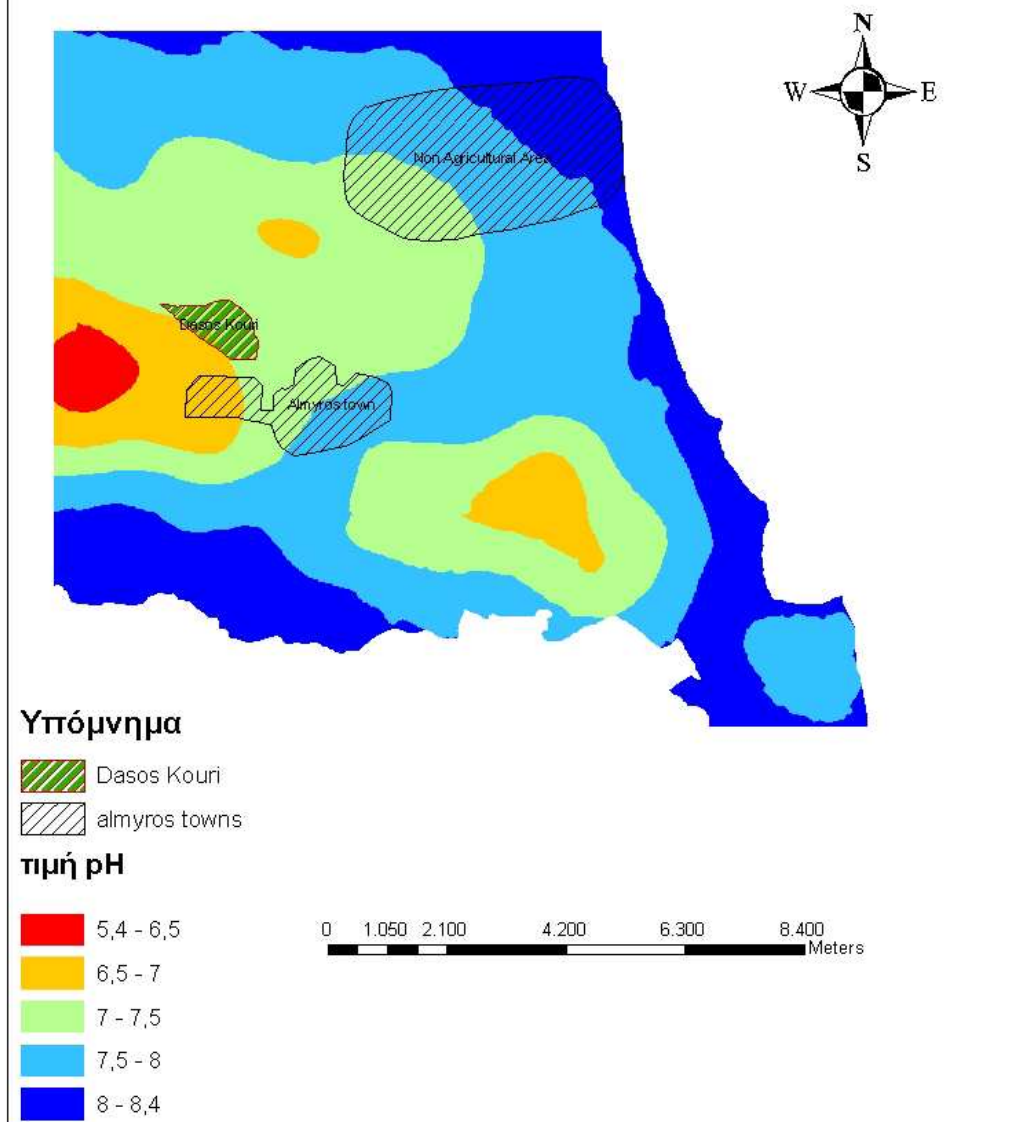 N
W E
S
Non Agricultural Area
Dasos Kouri
Almyros town
Υπόμνημα
Dasos Kouri
almyros towns
τιμή pH
5,4 - 6,5
6,5 - 7
7 - 7,5
7,5 - 8
8 - 8,4
0 1.050 2.100 4.200 6.300 8.400
Meters